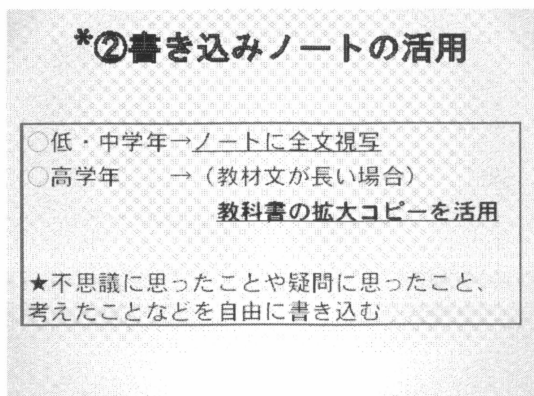 *②書き込みノートの活用
○低・中学年→ノートに全文視写
○高学年　　→（教材文が長い場合）
教科書の拡大コピーを活用
★不思議に思ったことや疑問に思ったこと、
考えたことなどを自由に書き込む